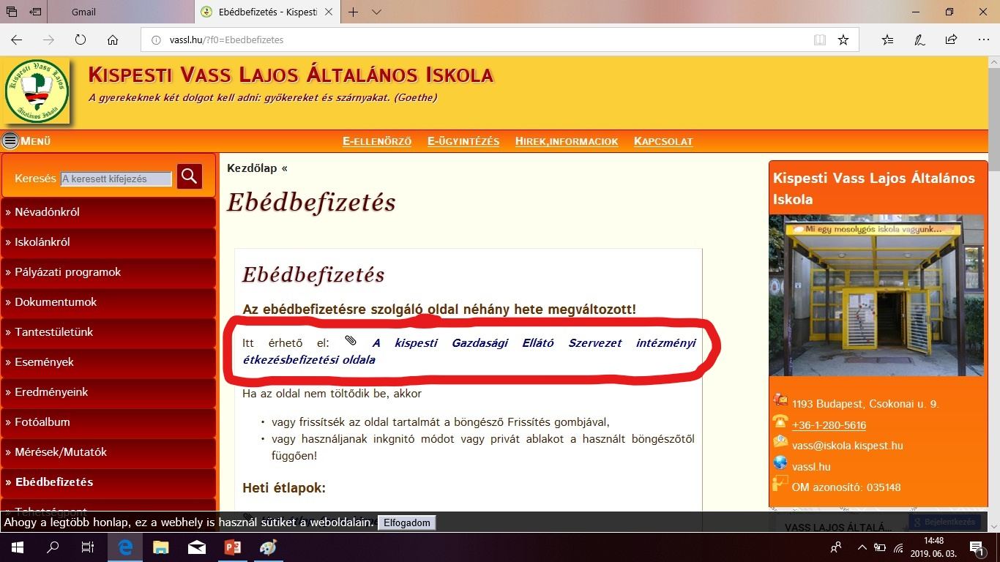 Gmail
Ebédbefizetés - Kispesti
vassl.hu/?f0=Ebedbefizetes
Kispesti Vass Lajos
Általános Iskola
Kispesti Vass Lajos Általános Iskola
A gyerekeknek két dolgot kell adni: gyökereket és szárnyakat. (Goethe)
Menü
E-ellenörző E-ügyintézés Hirek,informaciok Kapcsolat
Keresés A keresett kifejezés
» Névadónkról
» Iskolánkról
» Pályázati programok
» Dokumentumok
» Tantestületünk
» Események
» Eredményeink
» Fotóalbum
» Mérések/Mutatók
» Ebédbefizetés
» Tehetségpont
Kezdőlap «
Ebédbefizetés
Ebédbefizetés
Az ebédbefizetésre szolgáló oldal néhány hete megváltozott!
Itt érhető el: A kispesti Gazdasági Ellátó Szervezet intézményi
étkezésbefizetési oldala
Ha az oldal nem töltődik be, akkor
• vagy frissítsék az oldal tartalmát a böngésző Frissítés gombjával,
• vagy használjanak inkgnitó módot vagy privát ablakot a használt böngészőtől
függően!
Heti étlapok:
Kispesti Vass Lajos Általános
Iskola
Mi egy mosolygós iskola vagyunk...
1193 Budapest, Csokonai u. 9.
+36-1-280-5616
vass@iskola.kispest.hu
vassl.hu
OM azonosító: 035148
VASS LAJOS ÁLTALÁ...
Bejelentkezés
Ahogy a legtöbb honlap, ez a webhely is használ sütiket a weboldalain. Elfogadom
14:48
2019. 06. 03.
1